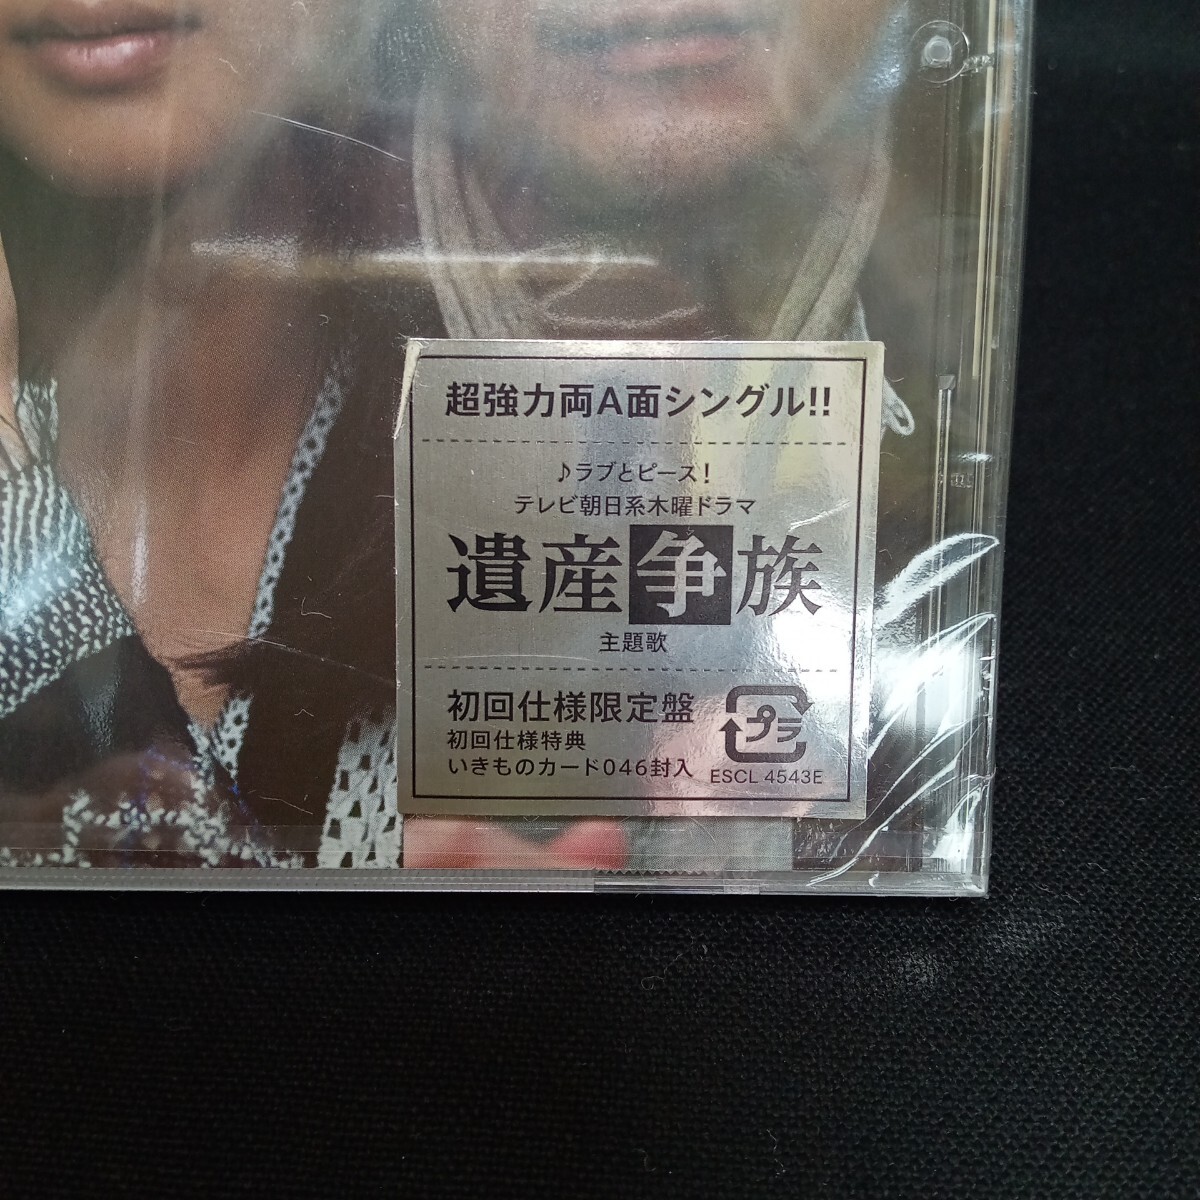 超強力両A面シングル!!
♪ラブとピース!
テレビ朝日系木曜ドラマ
遺産争族
主題歌
初回仕様限定盤
初回仕様特典
いきものカード046封入
プラ
ESCL 4543E